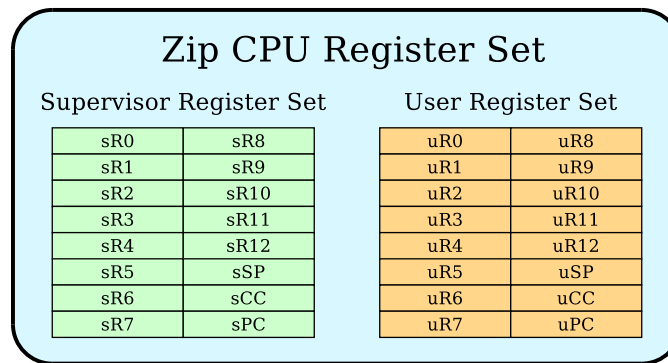 Zip CPU Register Set
Supervisor Register Set User Register Set
sR0 sR8 uR0 uR8
sR1 sR9 uR1 uR9
sR2 sR10 uR2 uR10
sR3 sR11 uR3 uR11
sR4 sR12 uR4 uR12
sR5 sSP uR5 uSP
sR6 sCC uR6 uCC
sR7 sPC uR7 uPC